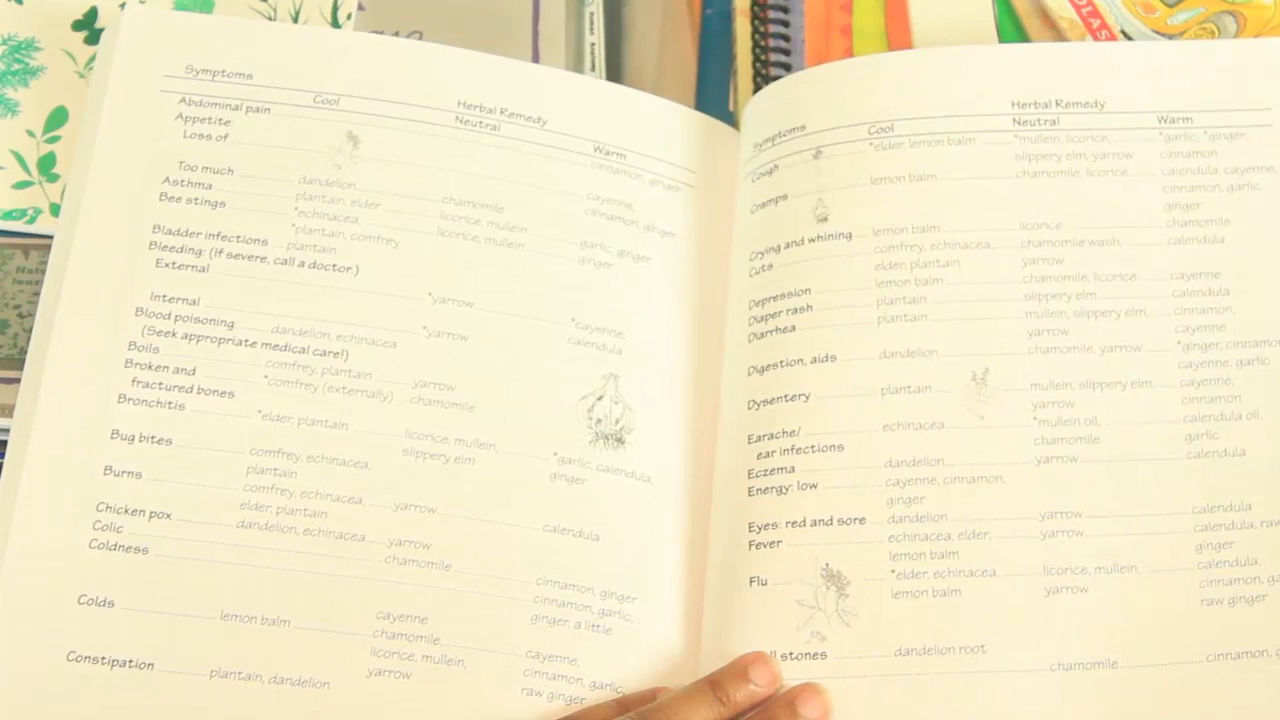 Symptoms
Herbal Remedy
Cool
Neutral
Warm
Abdominal pain
cinnamon, ginger
Appetite:
Loss of
cayenne,
cinnamon, ginger
Too much dandelion chamomile
Asthma plantain, elder licorice, mullein garlic, ginger
Bee stings *echinacea, licorice, mullein ginger
*plantain, comfrey
Bladder infections plantain
Bleeding: (If severe, call a doctor.)
External *yarrow *cayenne,
calendula
Internal *yarrow
Blood poisoning dandelion, echinacea
(Seek appropriate medical care!)
Boils comfrey, plantain yarrow
Broken and *comfrey (externally) chamomile
fractured bones
Bronchitis *elder, plantain licorice, mullein, *garlic, calendula,
slippery elm ginger
Bug bites comfrey, echinacea,
plantain
Burns comfrey, echinacea, yarrow calendula
elder, plantain
Chicken pox dandelion, echinacea yarrow
Colic chamomile cinnamon, ginger
Coldness cinnamon, garlic,
ginger, a little
cayenne
Colds lemon balm chamomile, cayenne,
licorice, mullein, cinnamon, garlic,
yarrow raw ginger
Constipation plantain, dandelion
Herbal Remedy
Symptoms Cool Neutral Warm
Cough *elder, lemon balm *mullein, licorice, *garlic, *ginger,
slippery elm, yarrow cinnamon
Cramps lemon balm chamomile, licorice calendula, cayenne,
cinnamon, garlic,
ginger
Crying and whining lemon balm licorice chamomile
Cuts comfrey, echinacea, chamomile wash, calendula
elder, plantain yarrow
Depression lemon balm chamomile, licorice cayenne
Diaper rash plantain slippery elm calendula
Diarrhea plantain mullein, slippery elm, cinnamon,
yarrow cayenne
Digestion, aids dandelion chamomile, yarrow *ginger, cinnamo
cayenne, garlic
Dysentery plantain mullein, slippery elm, cayenne,
yarrow cinnamon
Earache/ echinacea *mullein oil, calendula oil,
ear infections chamomile garlic
Eczema dandelion yarrow calendula
Energy: low cayenne, cinnamon,
ginger
Eyes: red and sore dandelion yarrow calendula
Fever echinacea, elder, yarrow calendula, raw
lemon balm ginger
Flu *elder, echinacea, licorice, mullein, calendula,
lemon balm yarrow cinnamon, ga
raw ginger
stones dandelion root
chamomile cinnamon, g